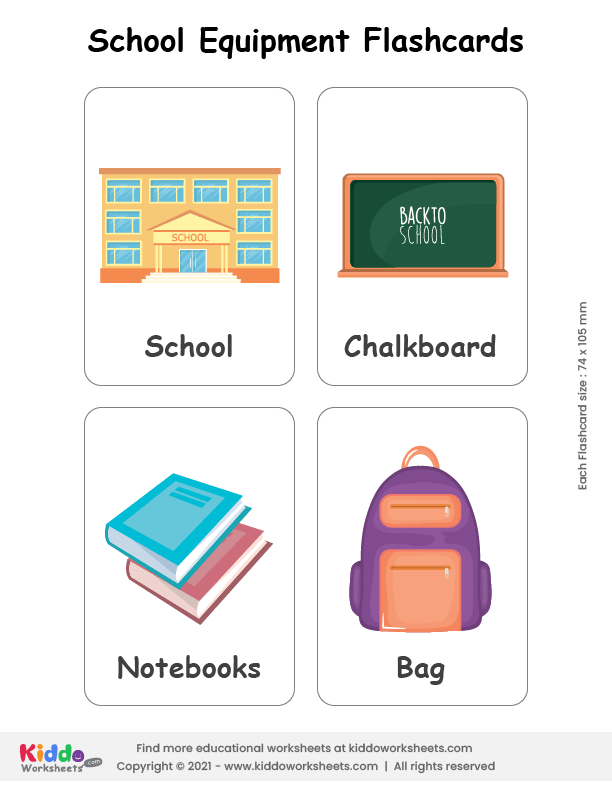 School Equipment Flashcards
SCHOOL
School
BACK TO
SCHOOL
Chalkboard
Each Flashcard size : 74 x 105 mm
Notebooks
Bag
Kiddo
Worksheets
.com
Find more educational worksheets at kiddoworksheets.com
Copyright © 2021 - www.kiddoworksheets.com | All rights reserved